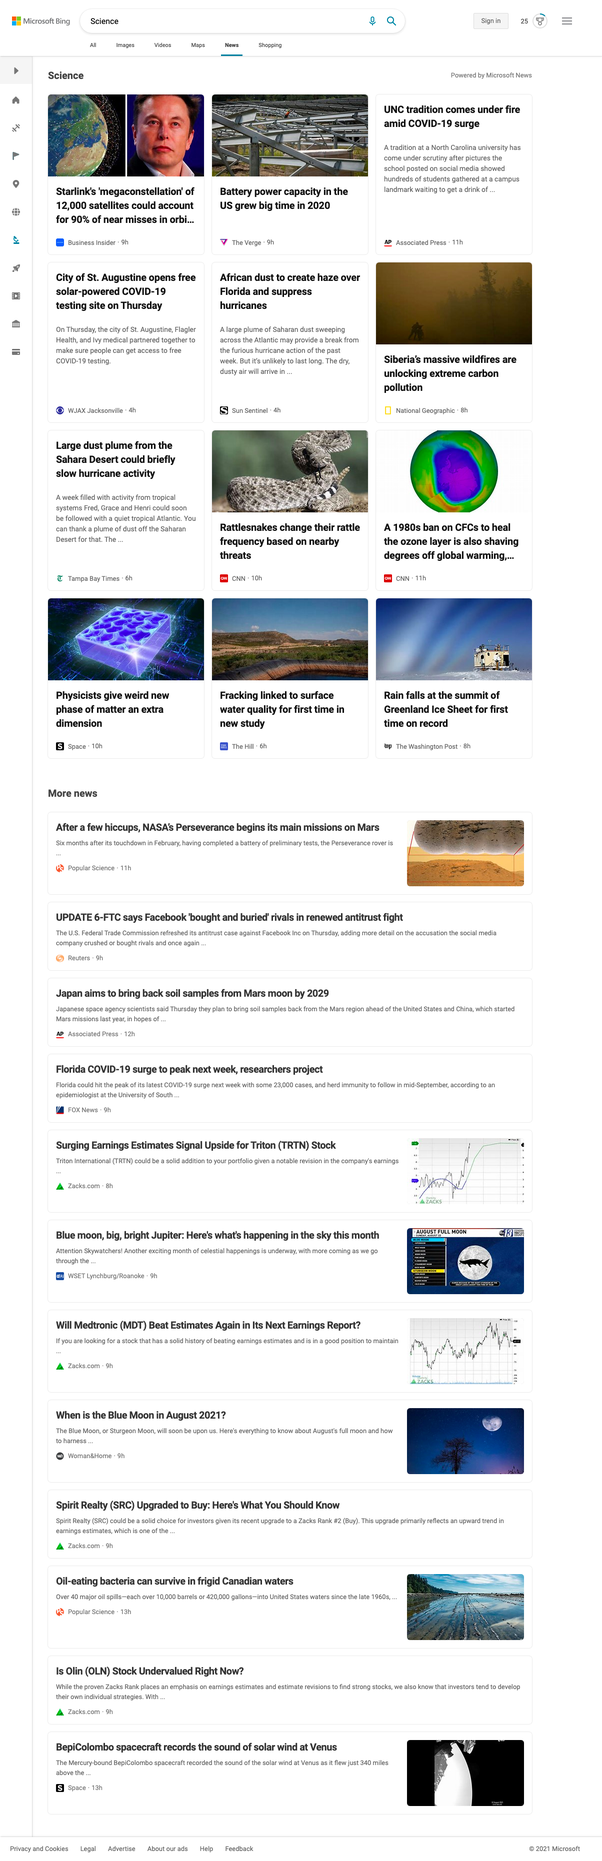 Microsoft Bing
Science
Sign in
25
All Images Videos Maps News Shopping
Science
Powered by Microsoft News
Starlink's 'megaconstellation' of
12,000 satellites could account
for 90% of near misses in orbi...
Business Insider · 9h
Battery power capacity in the
US grew big time in 2020
The Verge · 9h
UNC tradition comes under fire
amid COVID-19 surge
A tradition at a North Carolina university has
come under scrutiny after pictures the
school posted on social media showed
hundreds of students gathered at a campus
landmark waiting to get a drink of ...
AP Associated Press · 11h
City of St. Augustine opens free
solar-powered COVID-19
testing site on Thursday
On Thursday, the city of St. Augustine, Flagler
Health, and Ivy medical partnered together to
make sure people can get access to free
COVID-19 testing.
WJAX Jacksonville · 4h
African dust to create haze over
Florida and suppress
hurricanes
A large plume of Saharan dust sweeping
across the Atlantic may provide a break from
the furious hurricane action of the past
week. But it's unlikely to last long. The dry,
dusty air will arrive in ...
Sun Sentinel · 4h
Siberia's massive wildfires are
unlocking extreme carbon
pollution
National Geographic · 8h
Large dust plume from the
Sahara Desert could briefly
slow hurricane activity
A week filled with activity from tropical
systems Fred, Grace and Henri could soon
be followed with a quiet tropical Atlantic. You
can thank a plume of dust off the Saharan
Desert for that. The ...
Tampa Bay Times · 6h
Rattlesnakes change their rattle
frequency based on nearby
threats
CNN · 10h
A 1980s ban on CFCs to heal
the ozone layer is also shaving
degrees off global warming,...
CNN · 11h
Physicists give weird new
phase of matter an extra
dimension
Space · 10h
Fracking linked to surface
water quality for first time in
new study
The Hill · 6h
Rain falls at the summit of
Greenland Ice Sheet for first
time on record
wp The Washington Post · 8h
More news
After a few hiccups, NASA's Perseverance begins its main missions on Mars
Six months after its touchdown in February, having completed a battery of preliminary tests, the Perseverance rover is
...
Popular Science · 11h
UPDATE 6-FTC says Facebook 'bought and buried' rivals in renewed antitrust fight
The U.S. Federal Trade Commission refreshed its antitrust case against Facebook Inc on Thursday, adding more detail on the accusation the social media
company crushed or bought rivals and once again ...
Reuters · 9h
Japan aims to bring back soil samples from Mars moon by 2029
Japanese space agency scientists said Thursday they plan to bring soil samples back from the Mars region ahead of the United States and China, which started
Mars missions last year, in hopes of ...
AP Associated Press · 12h
Florida COVID-19 surge to peak next week, researchers project
Florida could hit the peak of its latest COVID-19 surge next week with some 23,000 cases, and herd immunity to follow in mid-September, according to an
epidemiologist at the University of South ...
FOX News · 9h
Surging Earnings Estimates Signal Upside for Triton (TRTN) Stock
Triton International (TRTN) could be a solid addition to your portfolio given a notable revision in the company's earnings
...
Zacks.com · 8h
ZACKS
Blue moon, big, bright Jupiter: Here's what's happening in the sky this month
Attention Skywatchers! Another exciting month of celestial happenings is underway, with more coming as we go
through the ...
WSET Lynchburg/Roanoke · 9h
AUGUST FULL MOON
13
Will Medtronic (MDT) Beat Estimates Again in Its Next Earnings Report?
If you are looking for a stock that has a solid history of beating earnings estimates and is in a good position to maintain
...
Zacks.com · 9h
ZACKS
When is the Blue Moon in August 2021?
The Blue Moon, or Sturgeon Moon, will soon be upon us. Here's everything to know about August's full moon and how
to harness ...
Woman&Home · 9h
Spirit Realty (SRC) Upgraded to Buy: Here's What You Should Know
Spirit Realty (SRC) could be a solid choice for investors given its recent upgrade to a Zacks Rank #2 (Buy). This upgrade primarily reflects an upward trend in
earnings estimates, which is one of the ...
Zacks.com · 9h
Oil-eating bacteria can survive in frigid Canadian waters
Over 40 major oil spills—each over 10,000 barrels or 420,000 gallons—into United States waters since the late 1960s, ...
Popular Science · 13h
Is Olin (OLN) Stock Undervalued Right Now?
While the proven Zacks Rank places an emphasis on earnings estimates and estimate revisions to find strong stocks, we also know that investors tend to develop
their own individual strategies. With ...
Zacks.com · 9h
BepiColombo spacecraft records the sound of solar wind at Venus
The Mercury-bound BepiColombo spacecraft recorded the sound of the solar wind at Venus as it flew just 340 miles
above the ...
Space · 13h
Privacy and Cookies Legal Advertise About our ads Help Feedback
© 2021 Microsoft